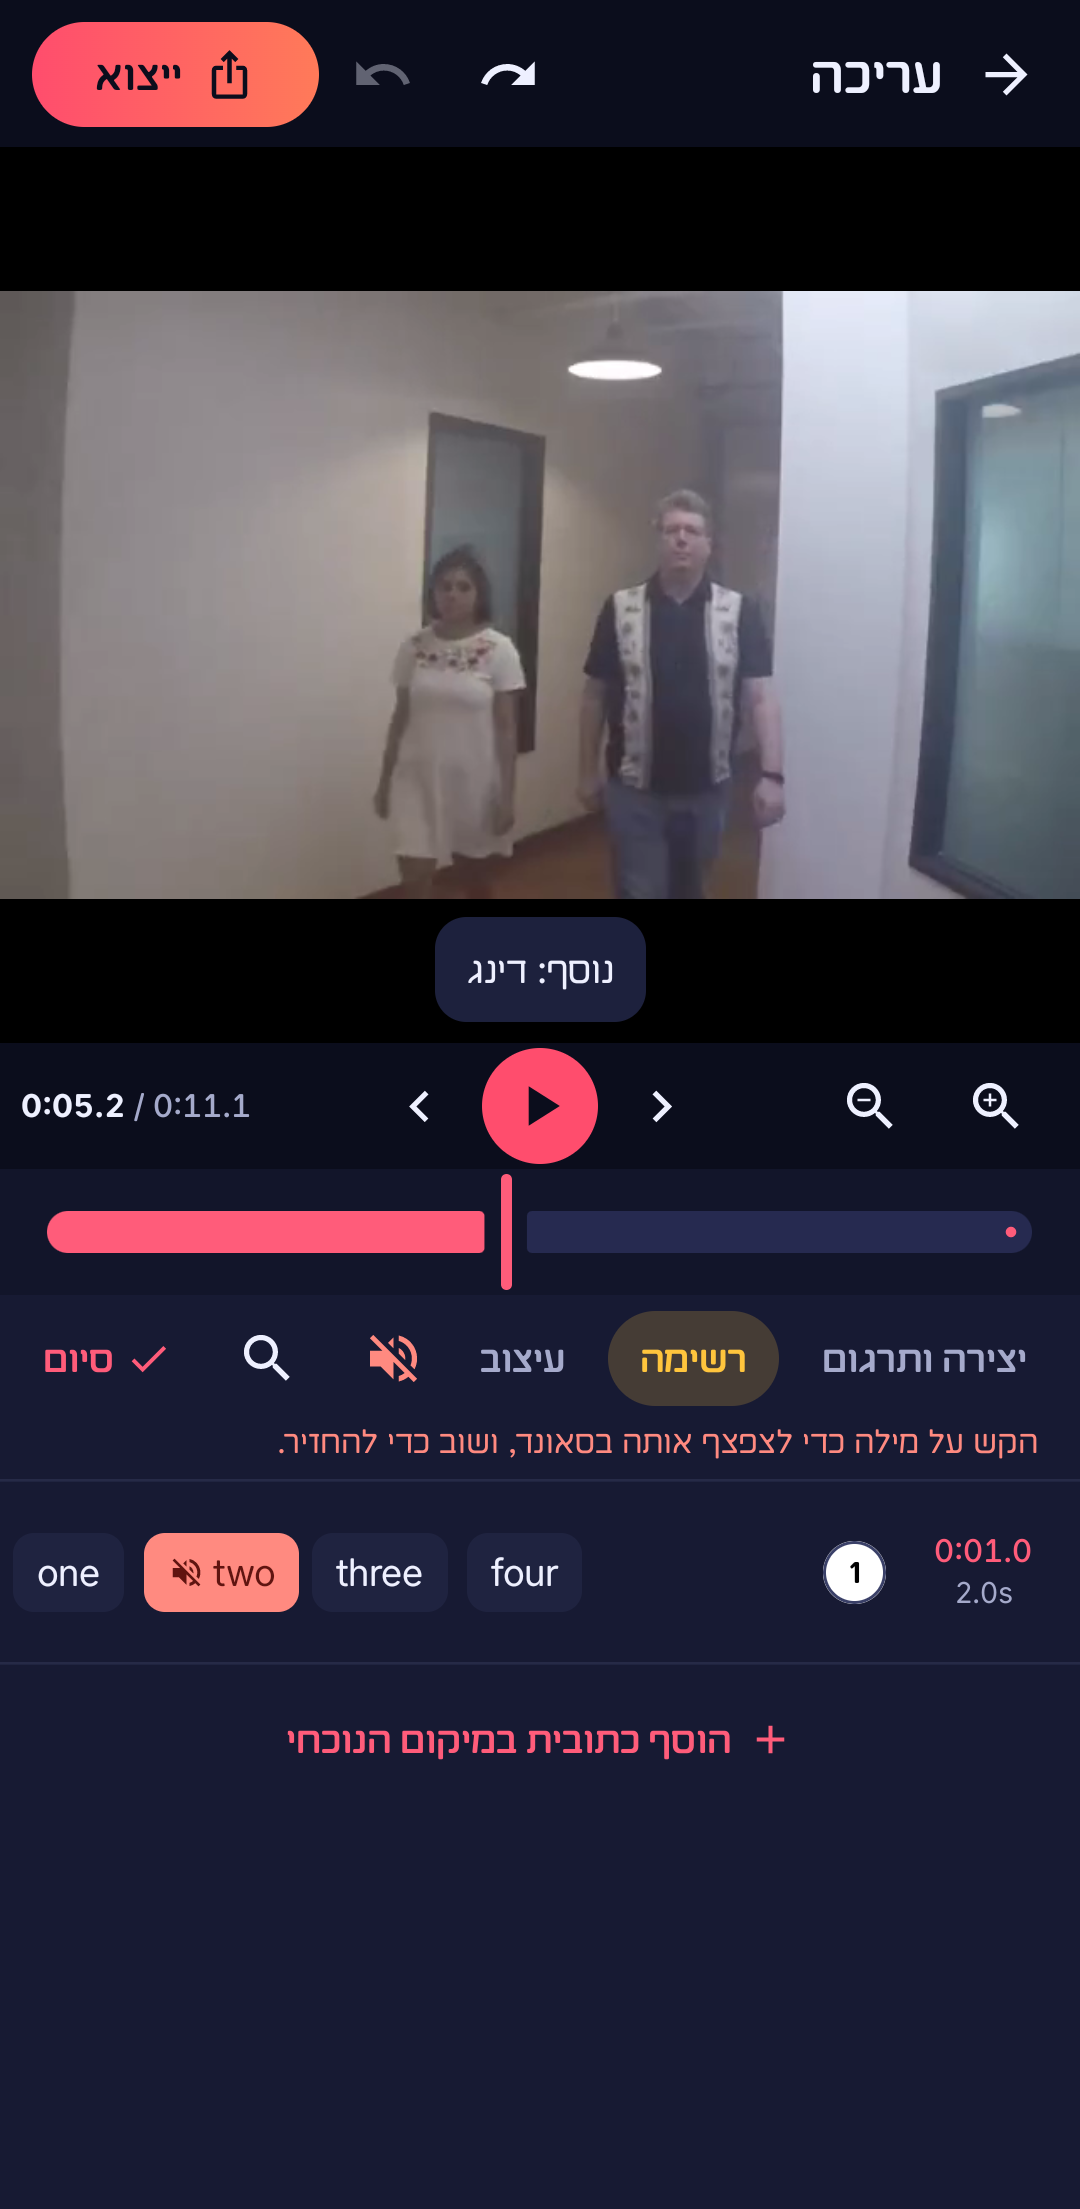 עריכה
ייצוא
נוסף: דינג
0:05.2 / 0:11.1
יצירה ותרגום
רשימה
עיצוב
סיום
הקש על מילה כדי לצפצף אותה בסאונד, ושוב כדי להחזיר.
0:01.0
2.0s
1
one two three four
+ הוסף כתובית במיקום הנוכחי